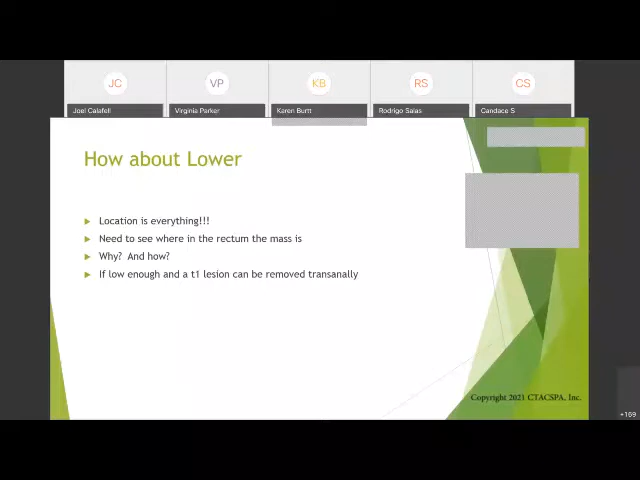 JC
VP
KB
RS
CS
Joel Calafell
Virginia Parker
Karen Burtt
Rodrigo Salas
Candace S
How about Lower
Location is everything!!!
Need to see where in the rectum the mass is
Why? And how?
If low enough and a t1 lesion can be removed transanally
Copyright 2021 CTACSPA, Inc.
+169